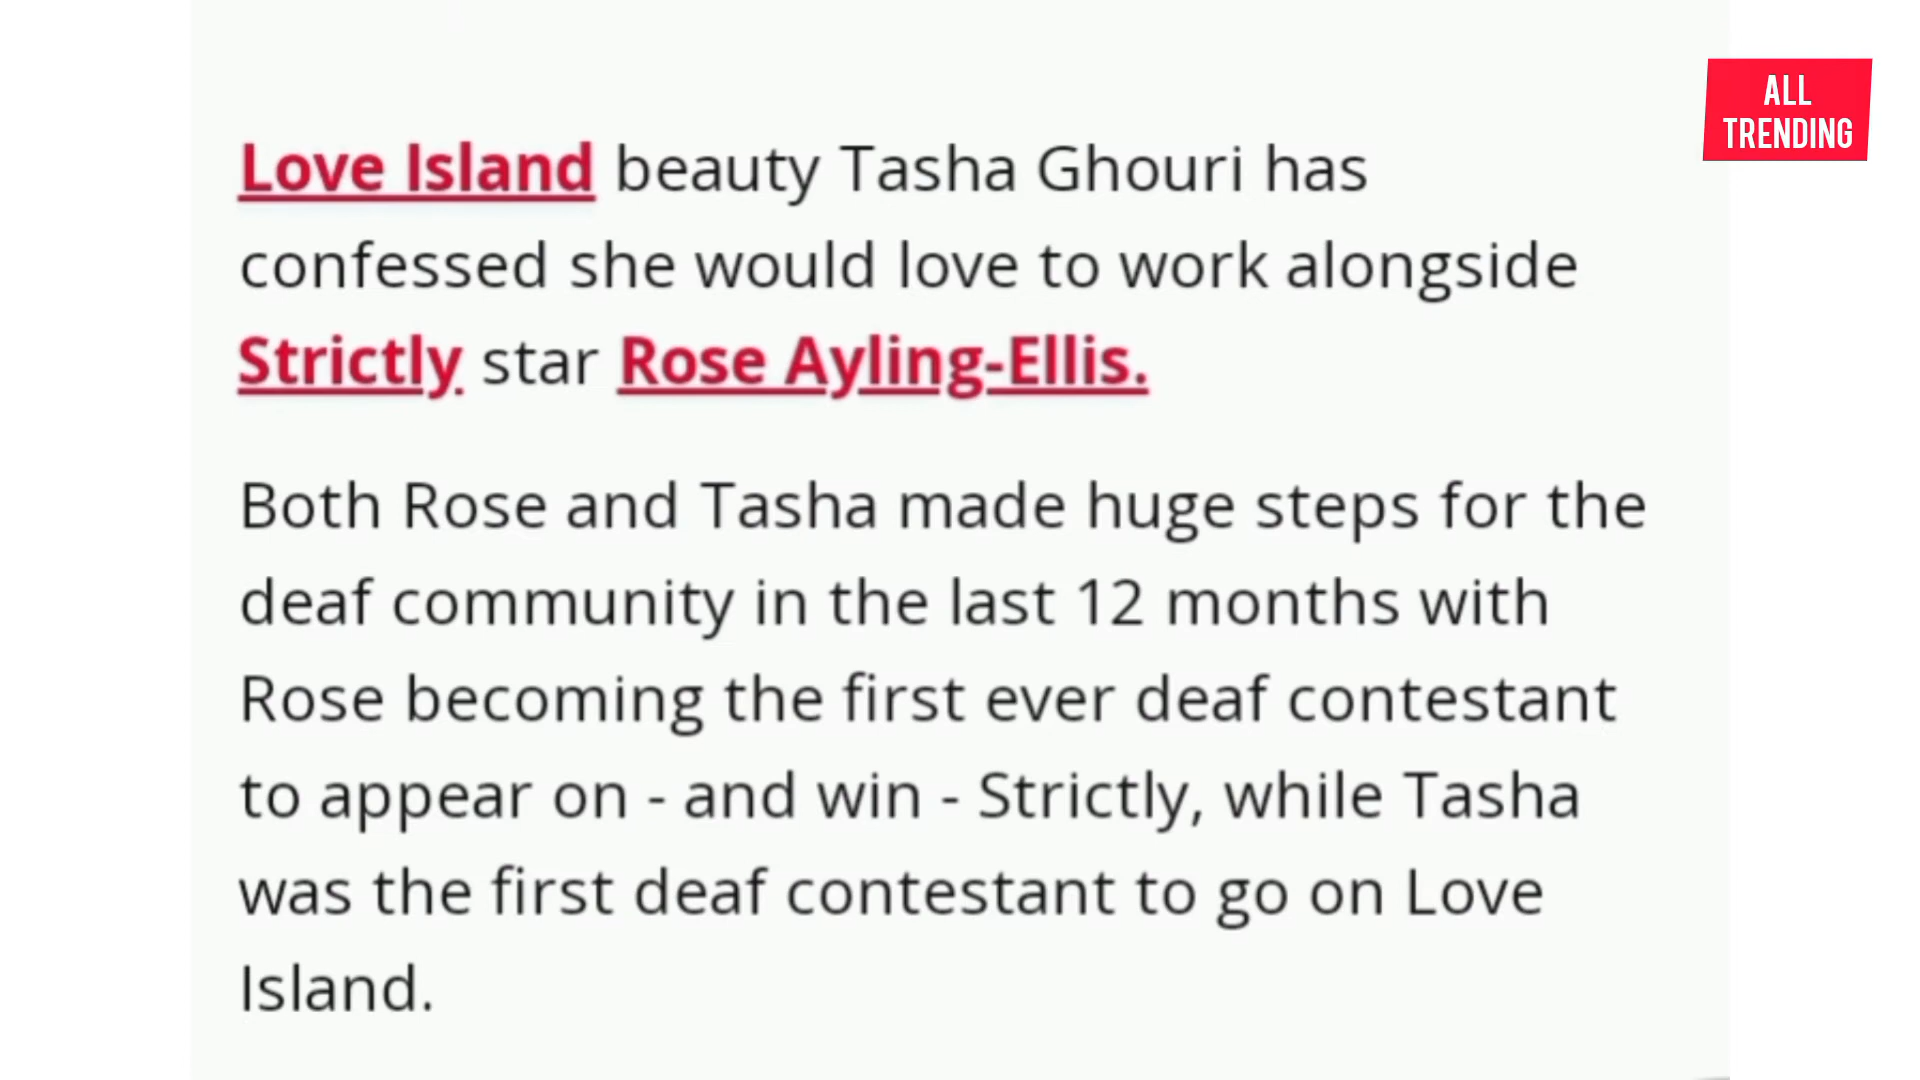 ALL
TRENDING
Love Island beauty Tasha Ghouri has
confessed she would love to work alongside
Strictly star Rose Ayling-Ellis.
Both Rose and Tasha made huge steps for the
deaf community in the last 12 months with
Rose becoming the first ever deaf contestant
to appear on - and win - Strictly, while Tasha
was the first deaf contestant to go on Love
Island.